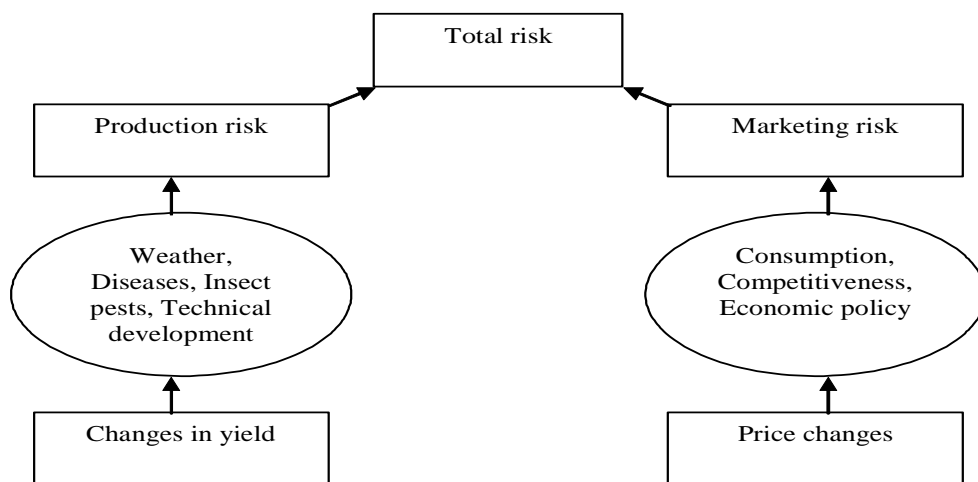 Total risk
Production risk
Marketing risk
Weather,
Diseases, Insect
pests, Technical
development
Consumption,
Competitiveness,
Economic policy
Changes in yield
Price changes